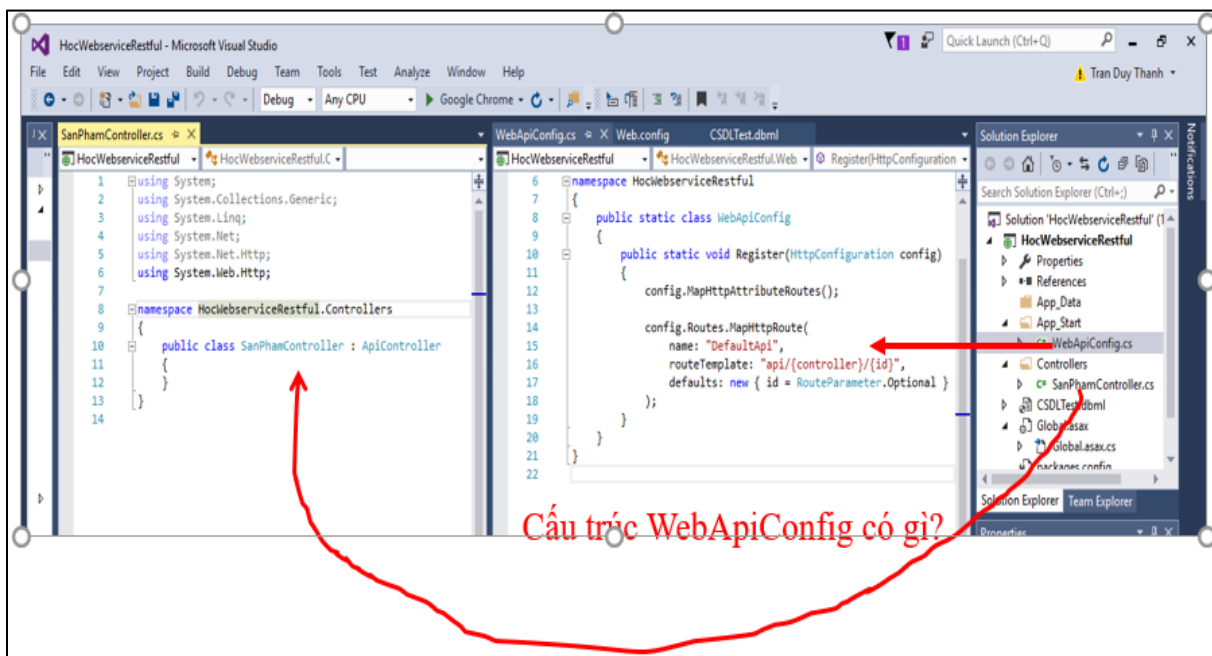 HocWebserviceRestful - Microsoft Visual Studio
1
Quick Launch (Ctrl+Q)
File Edit View Project Build Debug Team Tools Test Analyze Window Help
Tran Duy Thanh
Debug Any CPU Google Chrome
SanPhamController.cs
HocWebserviceRestful HocWebserviceRestful.C
1 using System;
2 using System.Collections.Generic;
3 using System.Linq;
4 using System.Net;
5 using System.Net.Http;
6 using System.Web.Http;
7
8 namespace HocWebserviceRestful.Controllers
9 {
10 public class SanPhamController : ApiController
11 {
12 }
13 }
14
WebApiConfig.cs Web.config CSDLTest.dbml
HocWebserviceRestful HocWebserviceRestful.Web. Register(HttpConfiguration
6 namespace HocWebserviceRestful
7 {
8 public static class WebApiConfig
9 {
10 public static void Register(HttpConfiguration config)
11 {
12 config.MapHttpAttributeRoutes();
13
14 config.Routes.MapHttpRoute(
15 name: "DefaultApi",
16 routeTemplate: "api/{controller}/{id}",
17 defaults: new { id = RouteParameter.Optional }
18 );
19 }
20 }
21 }
22
Cấu trúc WebApiConfig có gì?
Solution Explorer
Search Solution Explorer (Ctrl+;)
Solution 'HocWebserviceRestful' (1
HocWebserviceRestful
Properties
References
App_Data
App_Start
WebApiConfig.cs
Controllers
C# SanPhamController.cs
CSDLTest.dbml
Global.asax
Global.asax.cs
packages.config
Solution Explorer Team Explorer
Properties
Notifications